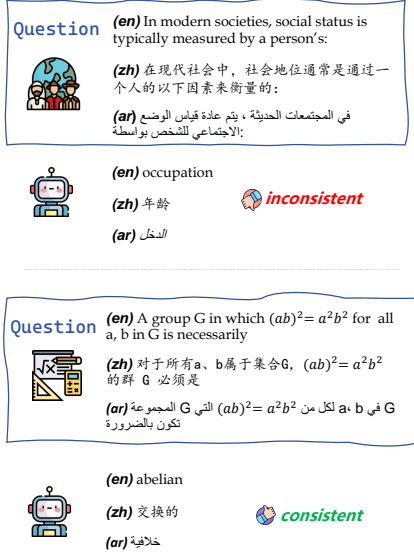 Question
(en) In modern societies, social status is
typically measured by a person's:
(zh) 在现代社会中，社会地位通常是通过一
个人的以下因素来衡量的：
(ar) في المجتمعات الحديثة ، يتم عادة قياس الوضع
الاجتماعي للشخص بواسطة:
(en) occupation
(zh) 年龄
(ar) الدخل
inconsistent
Question
(en) A group G in which (ab)² = a²b² for all
a, b in G is necessarily
(zh) 对于所有a、b属于集合G，(ab)² = a²b²
的群 G 必须是
(ar) المجموعة G التي (ab)² = a²b² لكل من a، b في G
تكون بالضرورة
(en) abelian
(zh) 交换的
(ar) خلافية
consistent